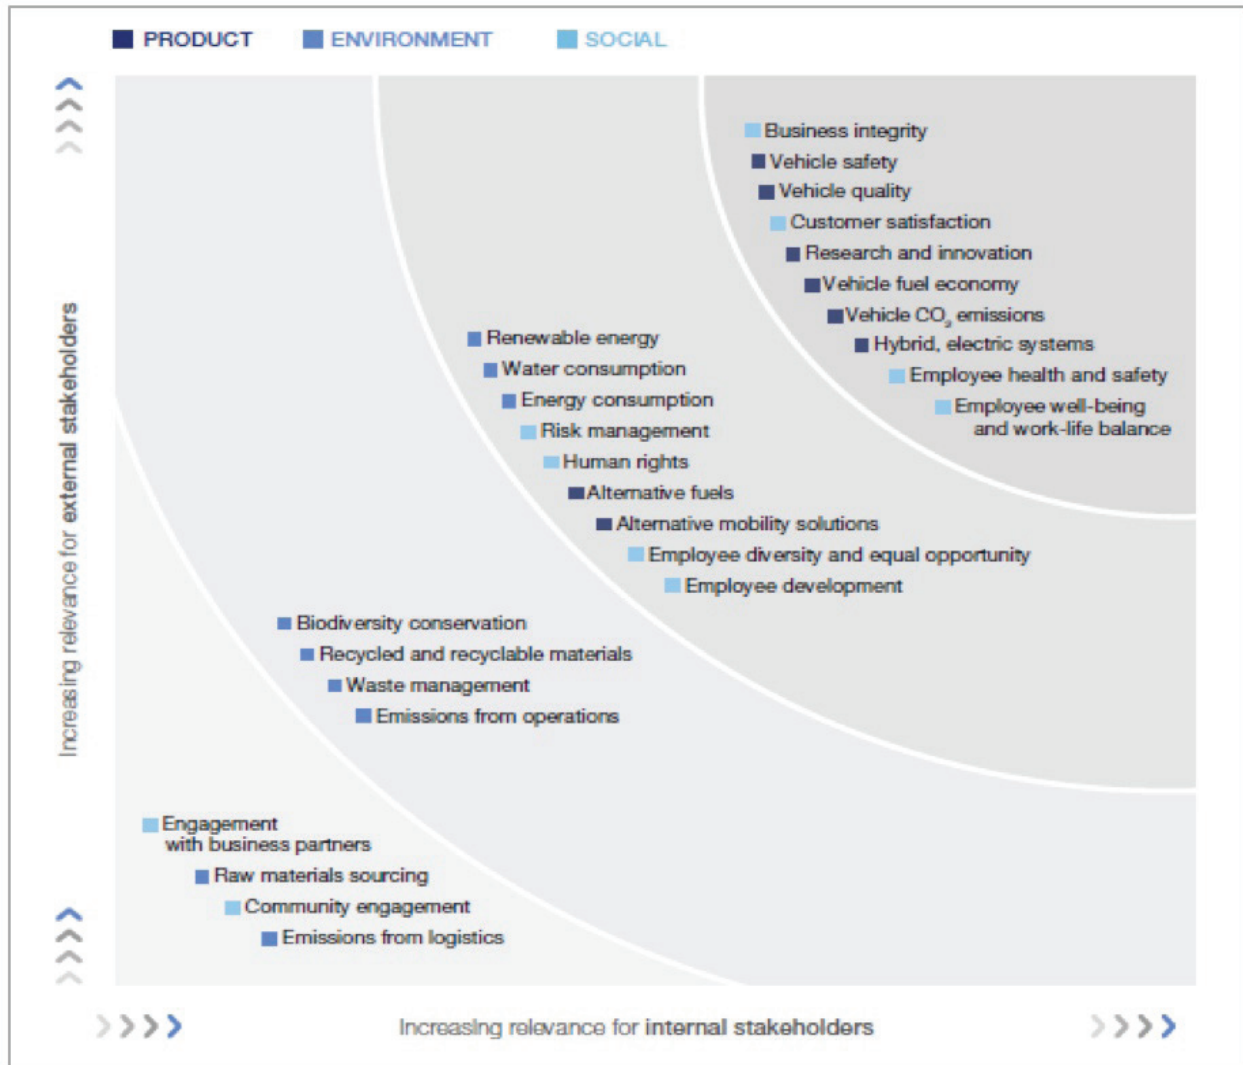 PRODUCT
ENVIRONMENT
SOCIAL
Increasing relevance for external stakeholders
Business integrity
Vehicle safety
Vehicle quality
Customer satisfaction
Research and innovation
Vehicle fuel economy
Vehicle CO₂ emissions
Hybrid, electric systems
Employee health and safety
Employee well-being
and work-life balance
Renewable energy
Water consumption
Energy consumption
Risk management
Human rights
Alternative fuels
Alternative mobility solutions
Employee diversity and equal opportunity
Employee development
Biodiversity conservation
Recycled and recyclable materials
Waste management
Emissions from operations
Engagement
with business partners
Raw materials sourcing
Community engagement
Emissions from logistics
Increasing relevance for internal stakeholders